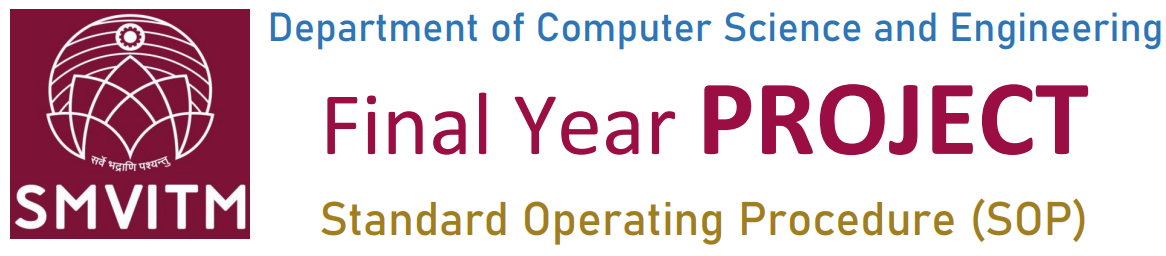 सर्वे भद्राणि पश्यन्तु
SMVITM
Department of Computer Science and Engineering
Final Year PROJECT
Standard Operating Procedure (SOP)